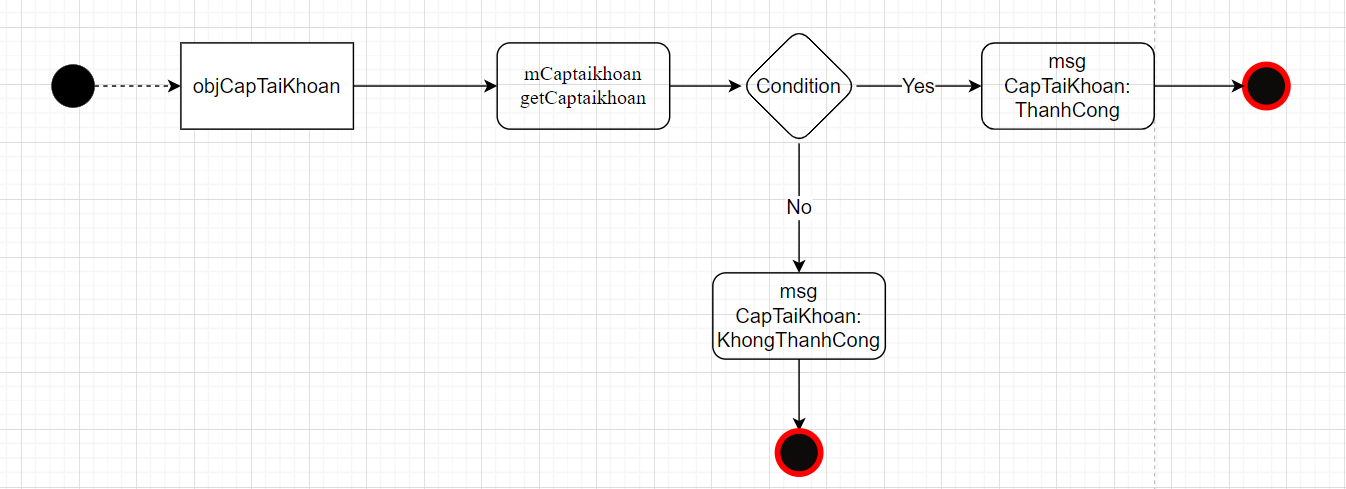 objCapTaiKhoan
mCaptaikhoan
getCaptaikhoan
Condition
Yes
msg
CapTaiKhoan:
ThanhCong
No
msg
CapTaiKhoan:
KhongThanhCong